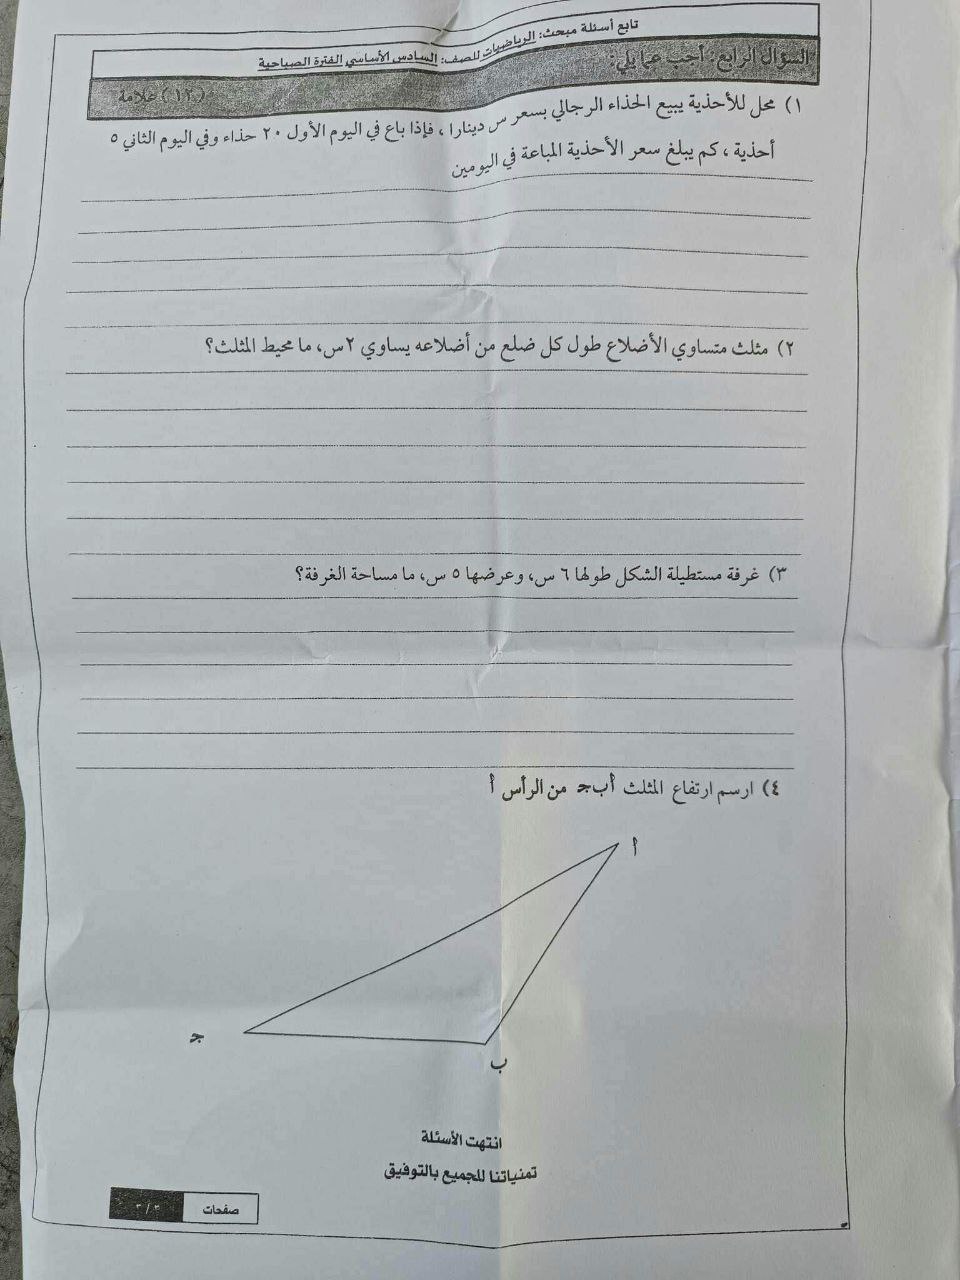 تابع أسئلة مبحث: الرياضيات للصف: السادس الأساسي الفترة الصباحية
السؤال الرابع: أجب عما يلي:
(١٢) علامة
١) محل للأحذية يبيع الحذاء الرجالي بسعر س دينارا ، فإذا باع في اليوم الأول ٢٠ حذاء وفي اليوم الثاني ٥
أحذية ، كم يبلغ سعر الأحذية المباعة في اليومين
٢) مثلث متساوي الأضلاع طول كل ضلع من أضلاعه يساوي ٢س، ما محيط المثلث؟
٣) غرفة مستطيلة الشكل طولها ٦ س، وعرضها ٥ س، ما مساحة الغرفة؟
٤) ارسم ارتفاع المثلث أب جـ من الرأس أ
أ
جـ
ب
انتهت الأسئلة
تمنياتنا للجميع بالتوفيق
صفحات ٣/٣